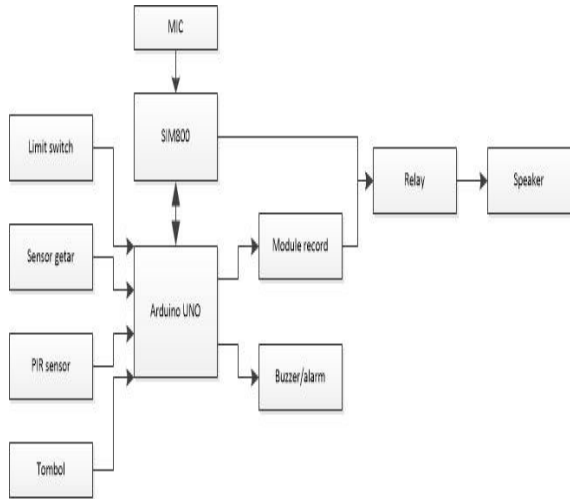 MIC
SIM800
Limit switch
Relay
Speaker
Sensor getar
Module record
Arduino UNO
PIR sensor
Buzzer/alarm
Tombol